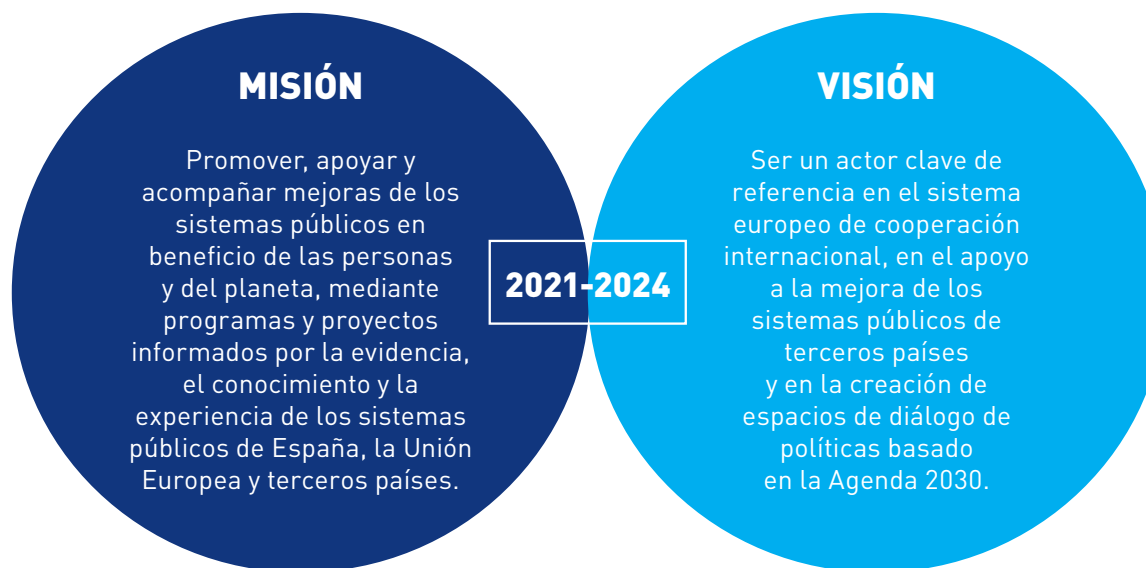 MISIÓN
Promover, apoyar y
acompañar mejoras de los
sistemas públicos en
beneficio de las personas
y del planeta, mediante
programas y proyectos
informados por la evidencia,
el conocimiento y la
experiencia de los sistemas
públicos de España, la Unión
Europea y terceros países.
2021-2024
VISIÓN
Ser un actor clave de
referencia en el sistema
europeo de cooperación
internacional, en el apoyo
a la mejora de los
sistemas públicos de
terceros países
y en la creación de
espacios de diálogo de
políticas basado
en la Agenda 2030.